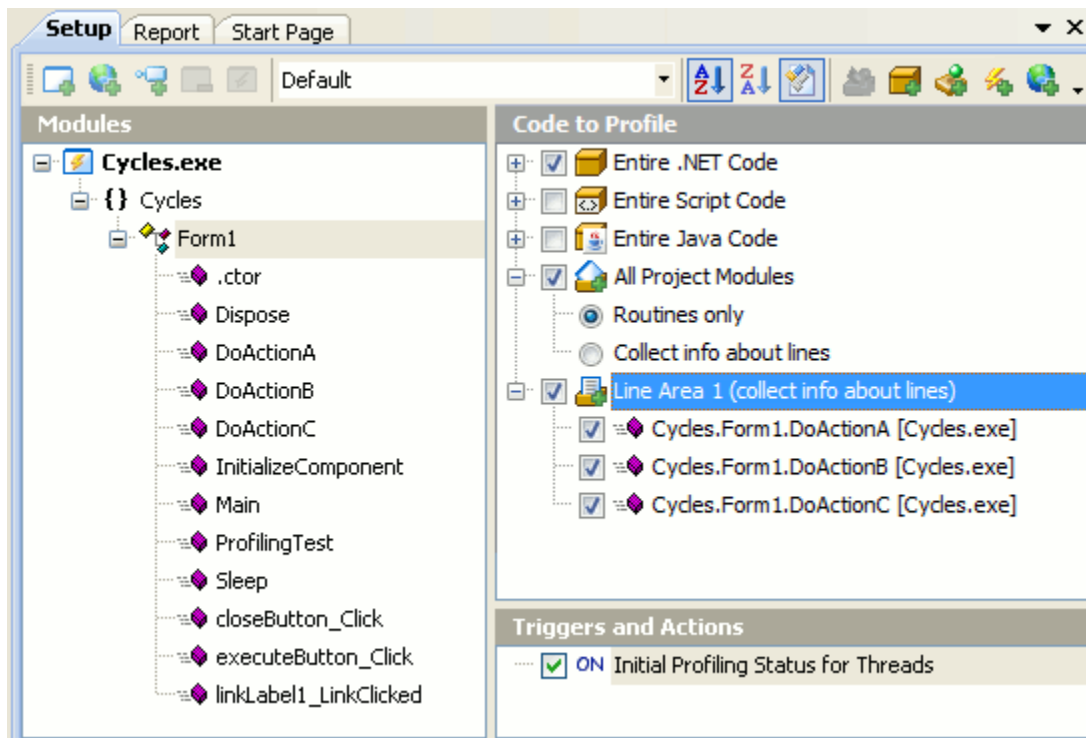 Setup
Report
Start Page
Default
Modules
Cycles.exe
{} Cycles
Form1
.ctor
Dispose
DoActionA
DoActionB
DoActionC
InitializeComponent
Main
ProfilingTest
Sleep
closeButton_Click
executeButton_Click
linkLabel1_LinkClicked
Code to Profile
Entire .NET Code
Entire Script Code
Entire Java Code
All Project Modules
Routines only
Collect info about lines
Line Area 1 (collect info about lines)
Cycles.Form1.DoActionA [Cycles.exe]
Cycles.Form1.DoActionB [Cycles.exe]
Cycles.Form1.DoActionC [Cycles.exe]
Triggers and Actions
ON Initial Profiling Status for Threads